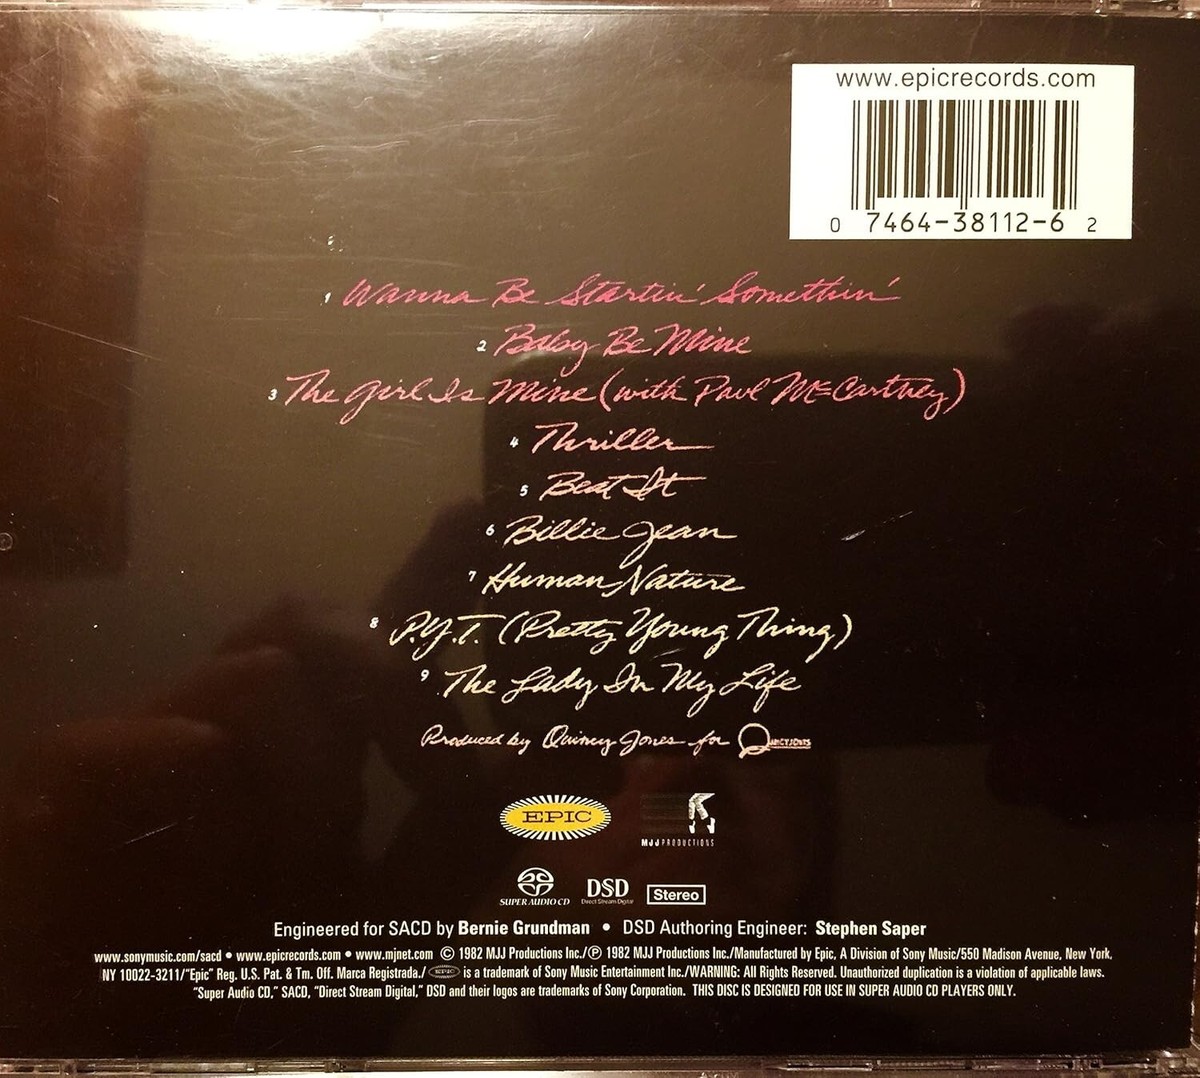 www.epicrecords.com
0 7464-38112-6 2
1 Wanna Be Startin' Somethin'
2 Baby Be Mine
3 The Girl Is Mine (with Paul McCartney)
4 Thriller
5 Beat It
6 Billie Jean
7 Human Nature
8 P.Y.T. (Pretty Young Thing)
9 The Lady In My Life
Produced by Quincy Jones for QUINCY JONES
EPIC
MJJ PRODUCTIONS
SUPER AUDIO CD DSD Direct Stream Digital Stereo
Engineered for SACD by Bernie Grundman • DSD Authoring Engineer: Stephen Saper
www.sonymusic.com/sacd • www.epicrecords.com • www.mjnet.com © 1982 MJJ Productions Inc./℗ 1982 MJJ Productions Inc./Manufactured by Epic, A Division of Sony Music/550 Madison Avenue, New York,
NY 10022-3211/"Epic" Reg. U.S. Pat. & Tm. Off. Marca Registrada./ EPIC is a trademark of Sony Music Entertainment Inc./WARNING: All Rights Reserved. Unauthorized duplication is a violation of applicable laws.
"Super Audio CD," SACD, "Direct Stream Digital," DSD and their logos are trademarks of Sony Corporation. THIS DISC IS DESIGNED FOR USE IN SUPER AUDIO CD PLAYERS ONLY.